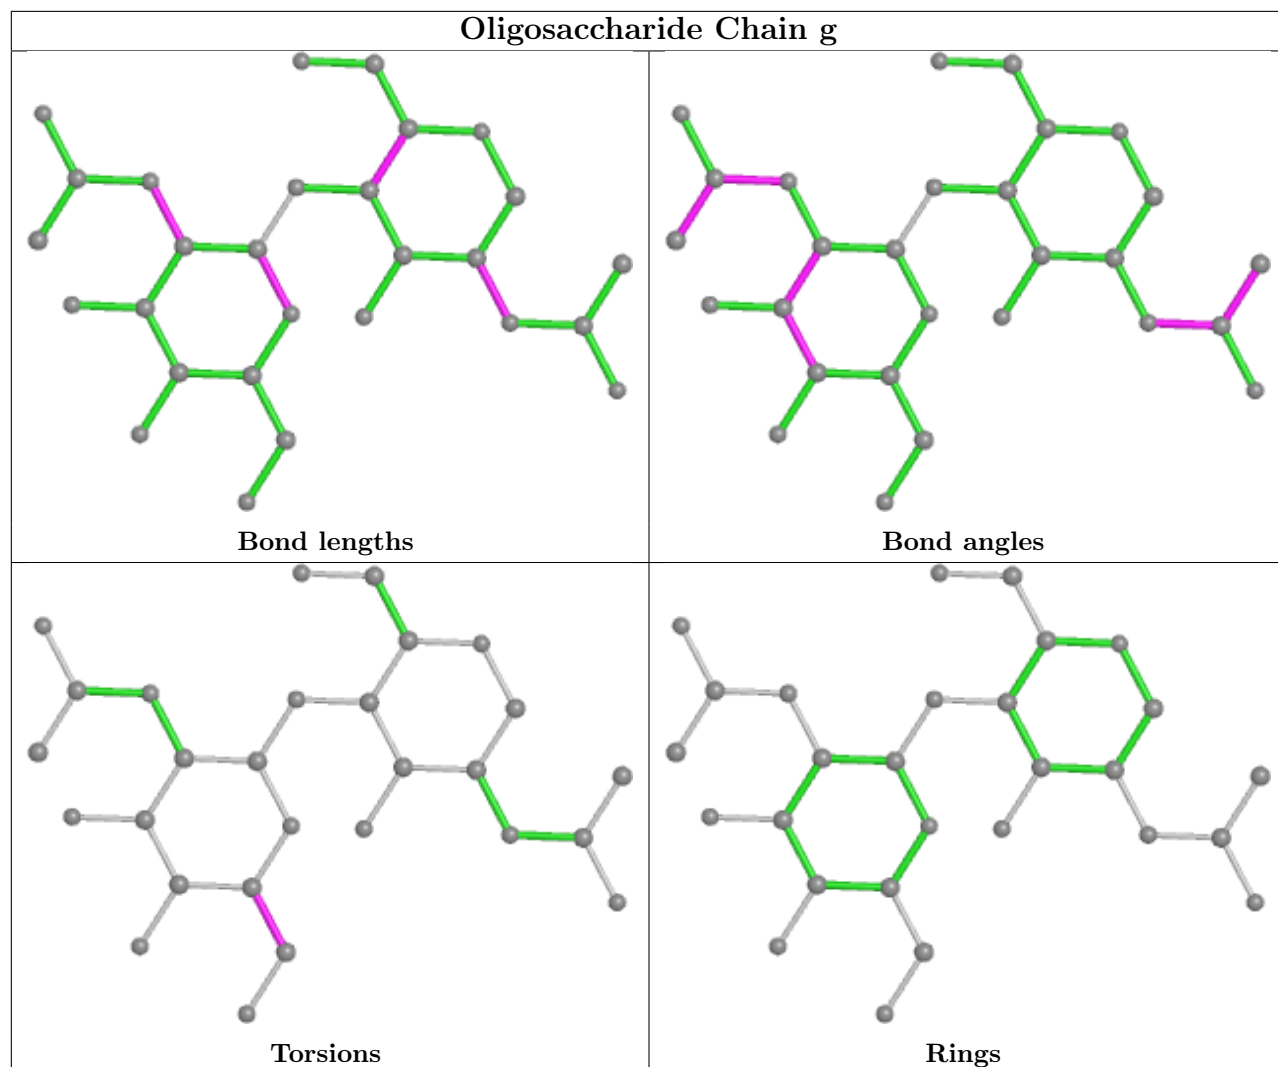 Oligosaccharide Chain g
Bond lengths
Bond angles
Torsions
Rings